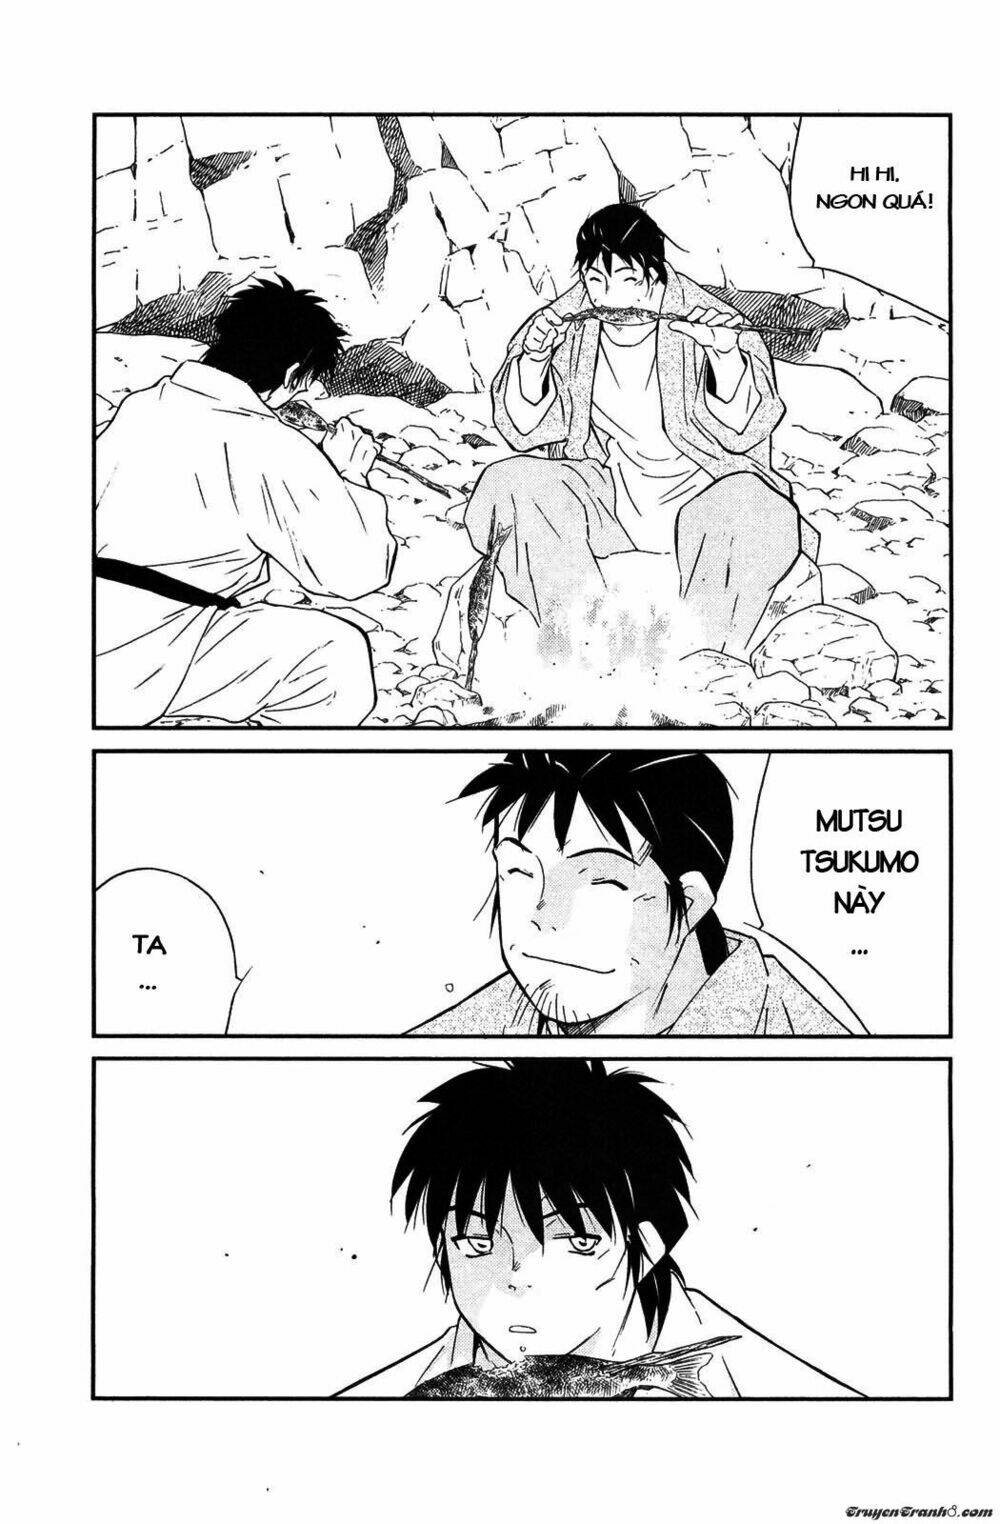 HI HI,
NGON QUÁ!
MUTSU
TSUKUMO
NÀY
...
TA
...
TruyenTranh8.com